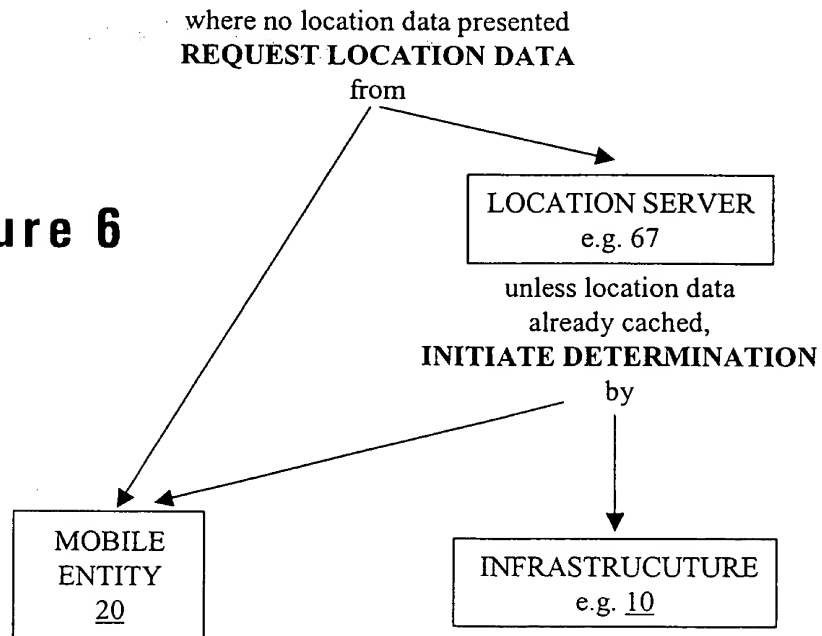 where no location data presented
REQUEST LOCATION DATA
from
ure 6
LOCATION SERVER
e.g. 67
unless location data
already cached,
INITIATE DETERMINATION
by
MOBILE
ENTITY
20
INFRASTRUCUTURE
e.g. 10